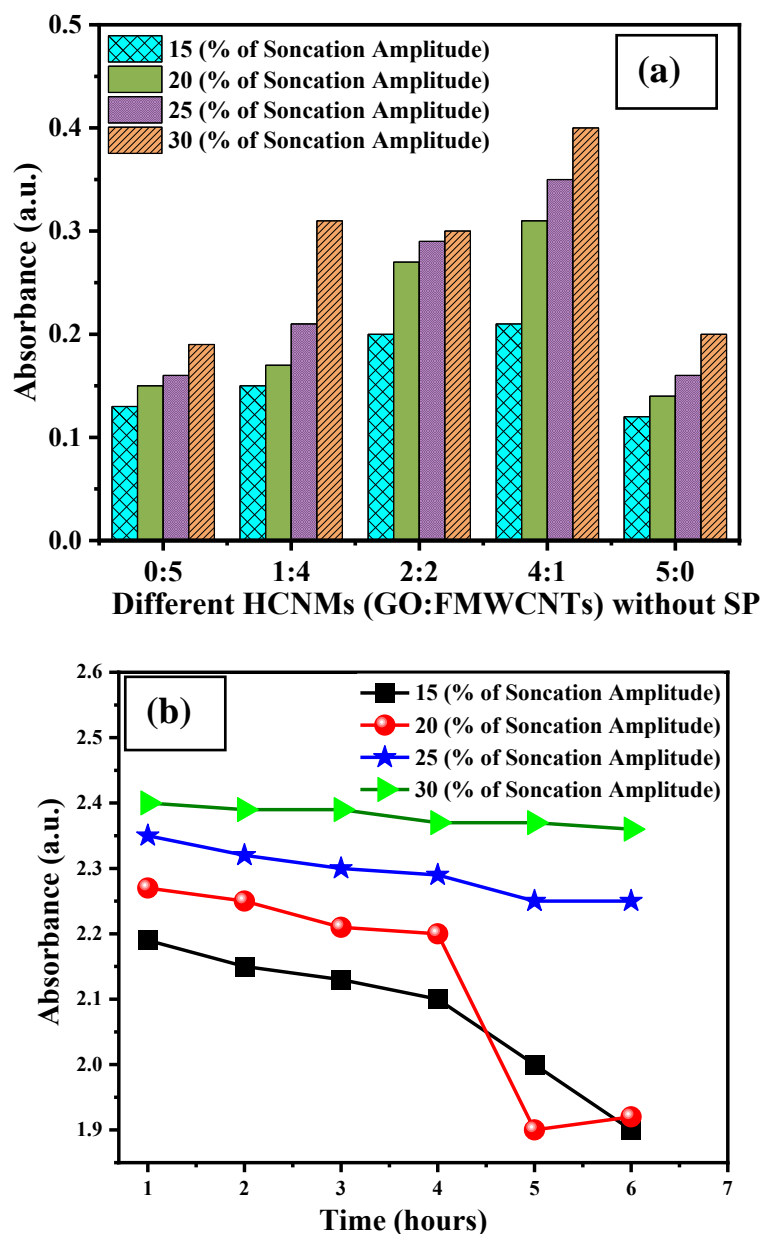 0.5
0.4
0.3
0.2
0.1
0.0
Absorbance (a.u.)
15 (% of Soncation Amplitude)
20 (% of Soncation Amplitude)
25 (% of Soncation Amplitude)
30 (% of Soncation Amplitude)
(a)
0:5 1:4 2:2 4:1 5:0
Different HCNMs (GO:FMWCNTs) without SP
2.6
2.5
2.4
2.3
2.2
2.1
2.0
1.9
Absorbance (a.u.)
(b)
15 (% of Soncation Amplitude)
20 (% of Soncation Amplitude)
25 (% of Soncation Amplitude)
30 (% of Soncation Amplitude)
1 2 3 4 5 6 7
Time (hours)